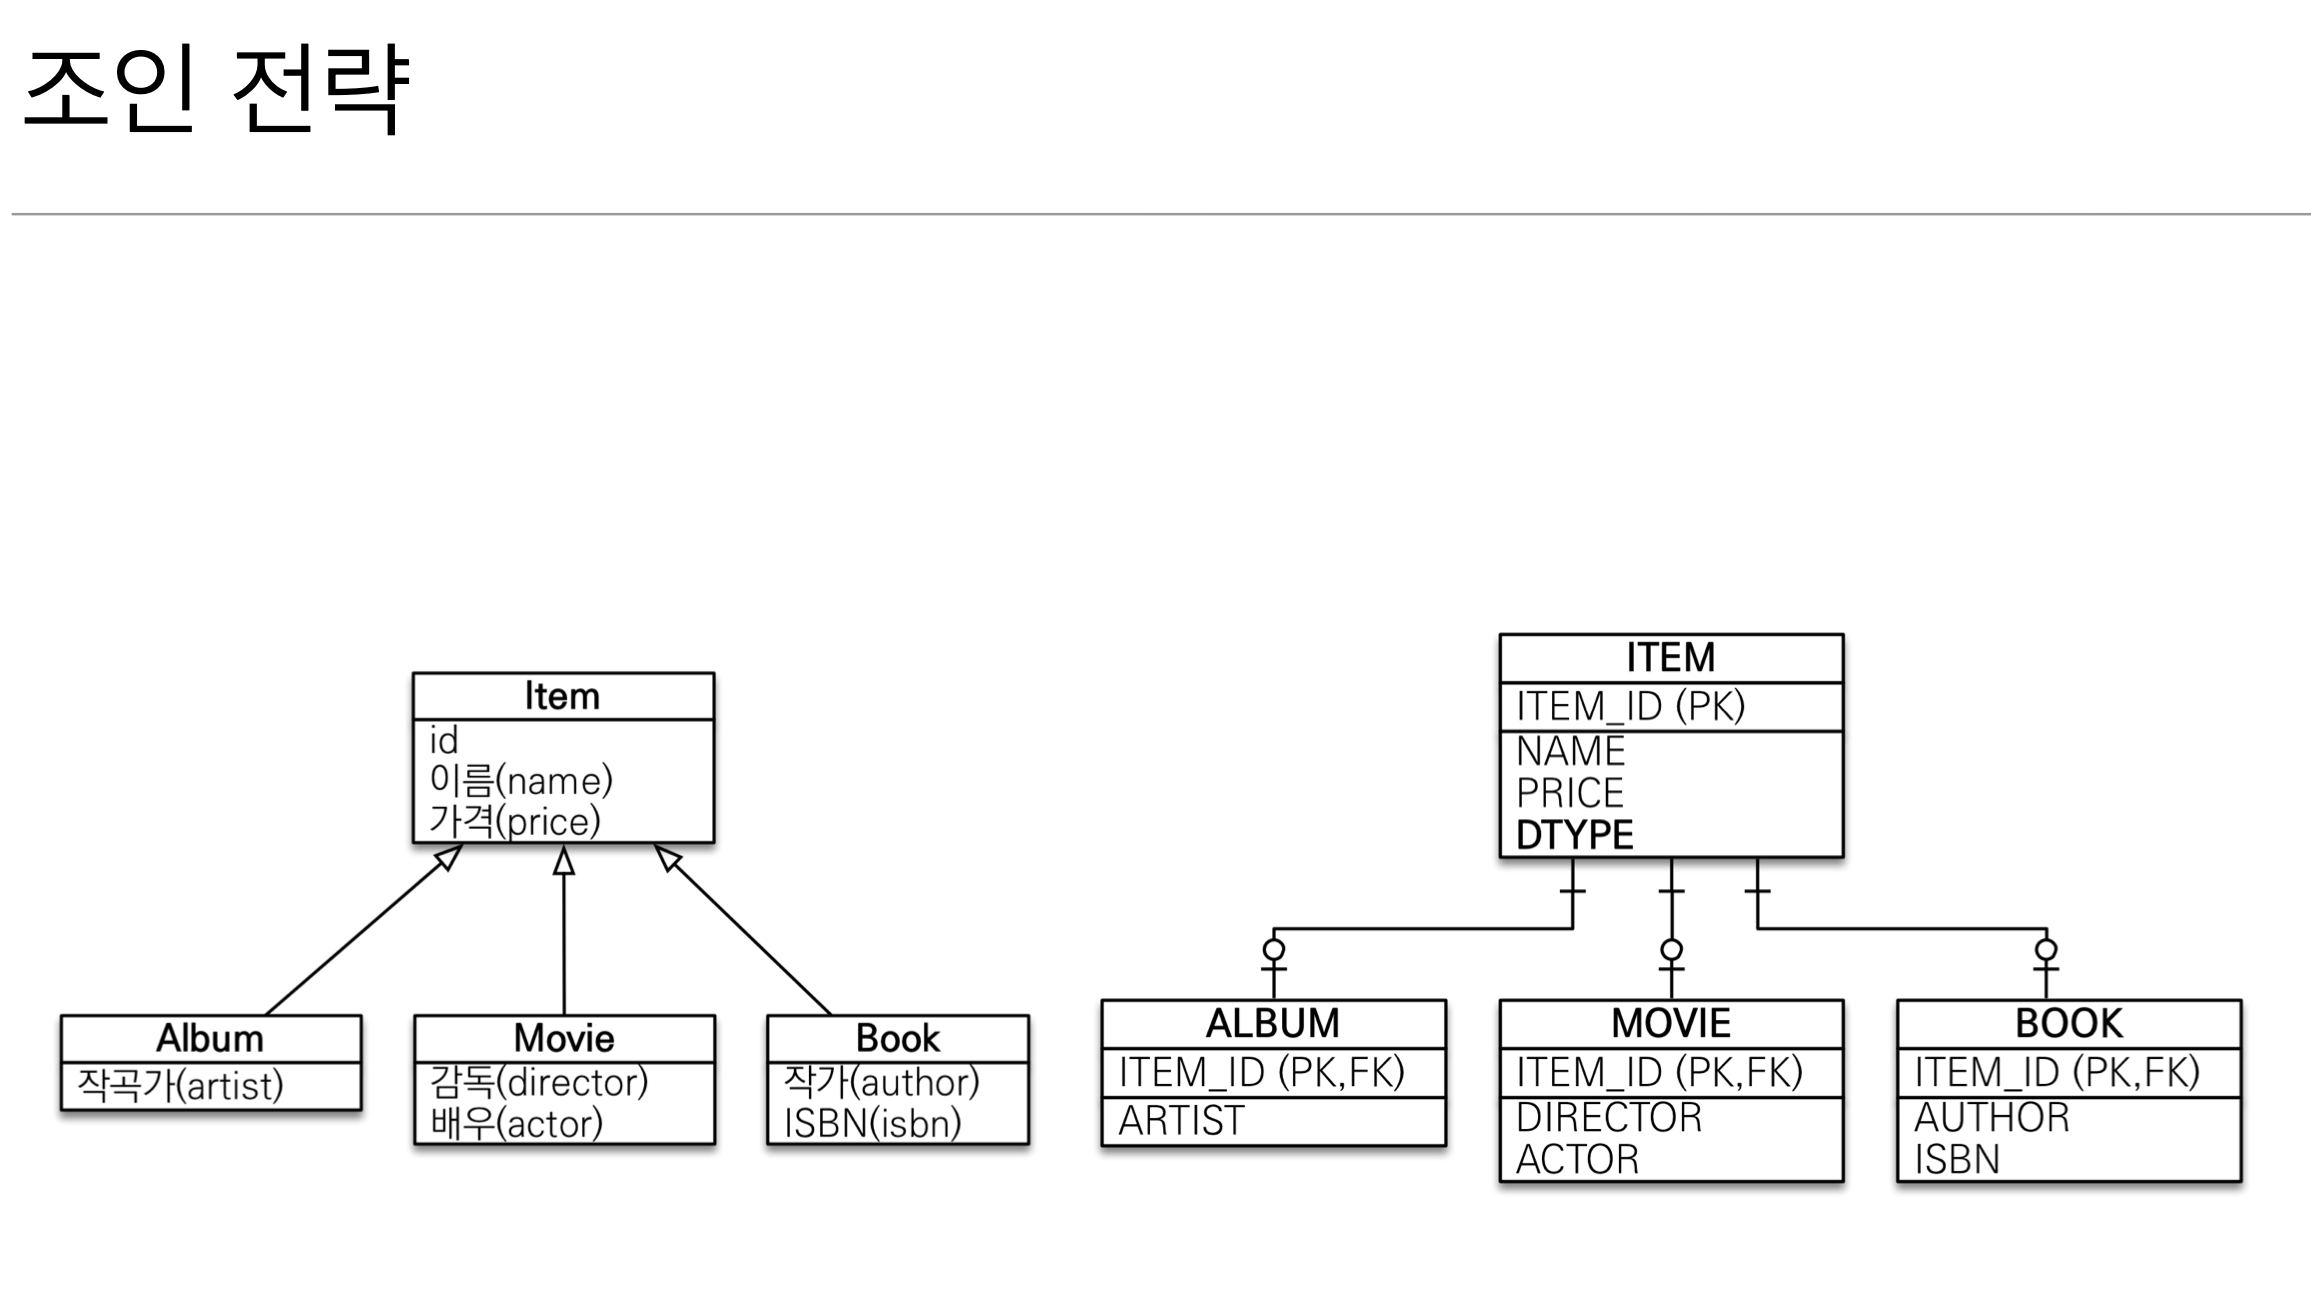 조인 전략
Item
id
이름(name)
가격(price)
Album
작곡가(artist)
Movie
감독(director)
배우(actor)
Book
작가(author)
ISBN(isbn)
ITEM
ITEM_ID (PK)
NAME
PRICE
DTYPE
ALBUM
ITEM_ID (PK,FK)
ARTIST
MOVIE
ITEM_ID (PK,FK)
DIRECTOR
ACTOR
BOOK
ITEM_ID (PK,FK)
AUTHOR
ISBN